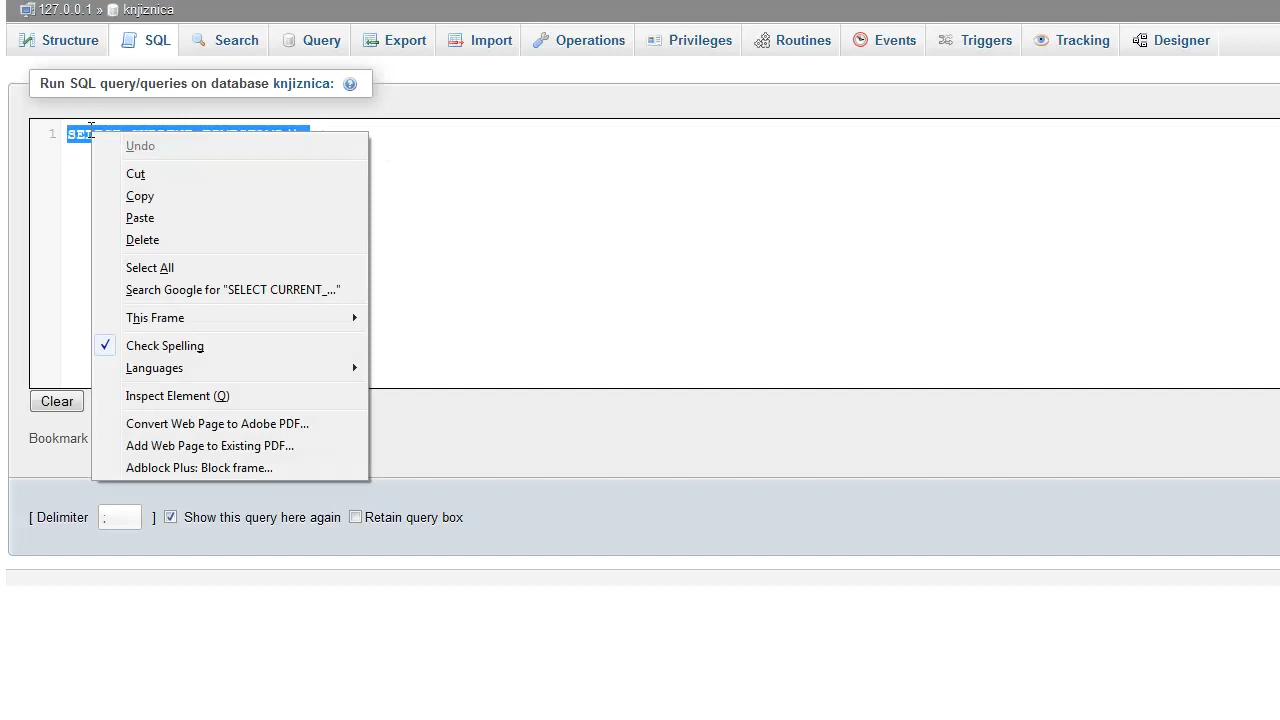 127.0.0.1 » knjiznica
Structure SQL Search Query Export Import Operations Privileges Routines Events Triggers Tracking Designer
Run SQL query/queries on database knjiznica:
1
Undo
Cut
Copy
Paste
Delete
Select All
Search Google for "SELECT CURRENT_..."
This Frame
Check Spelling
Languages
Inspect Element (Q)
Convert Web Page to Adobe PDF...
Add Web Page to Existing PDF...
Adblock Plus: Block frame...
Clear
Bookmark
[ Delimiter ; ] Show this query here again Retain query box